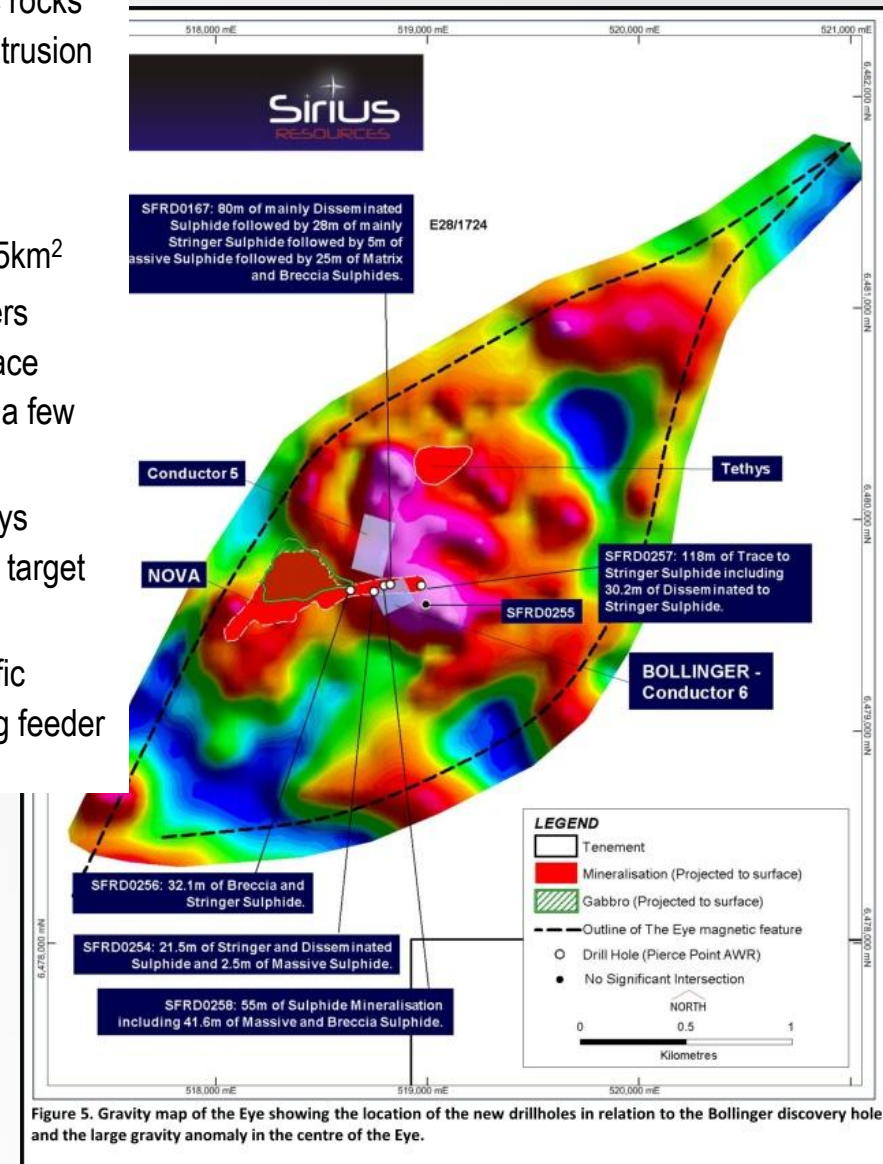 rocks
trusion
5km²
ers
ace
a few
ys
target
fic
g feeder
518,000 mE
519,000 mE
520,000 mE
521,000 mE
6,482,000 mN
6,481,000 mN
6,480,000 mN
6,479,000 mN
6,478,000 mN
Sirius
RESOURCES
SFRD0167: 80m of mainly Disseminated
Sulphide followed by 28m of mainly
Stringer Sulphide followed by 5m of
assive Sulphide followed by 25m of Matrix
and Breccia Sulphides.
E28/1724
Conductor 5
Tethys
NOVA
SFRD0257: 118m of Trace to
Stringer Sulphide including
30.2m of Disseminated to
Stringer Sulphide.
SFRD0255
BOLLINGER -
Conductor 6
SFRD0256: 32.1m of Breccia and
Stringer Sulphide.
SFRD0254: 21.5m of Stringer and Disseminated
Sulphide and 2.5m of Massive Sulphide.
SFRD0258: 55m of Sulphide Mineralisation
including 41.6m of Massive and Breccia Sulphide.
LEGEND
Tenement
Mineralisation (Projected to surface)
Gabbro (Projected to surface)
Outline of The Eye magnetic feature
Drill Hole (Pierce Point AWR)
No Significant Intersection
NORTH
0 0.5 1
Kilometres
6,478,000 mN
518,000 mE
519,000 mE
520,000 mE
Figure 5. Gravity map of the Eye showing the location of the new drillholes in relation to the Bollinger discovery hole
and the large gravity anomaly in the centre of the Eye.